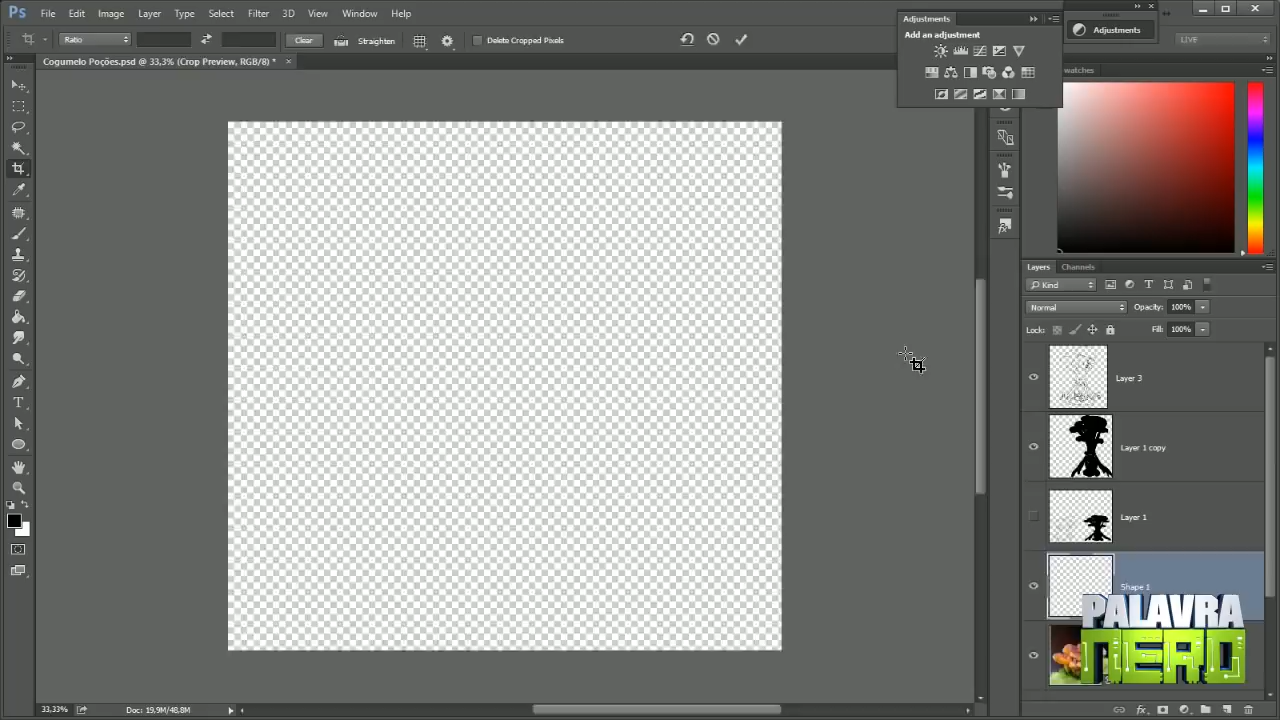 Ps File Edit Image Layer Type Select Filter 3D View Window Help
Ratio Clear Straighten Delete Cropped Pixels
Cogumelo Poções.psd @ 33,3% (Crop Preview, RGB/8) * ×
Adjustments
Add an adjustment
Adjustments
LIVE
watches
Layers Channels
Kind
Normal Opacity: 100%
Lock: Fill: 100%
Layer 3
Layer 1 copy
Layer 1
Shape 1
PALAVRA
NERD
33,33% Doc: 19,9M/48,8M